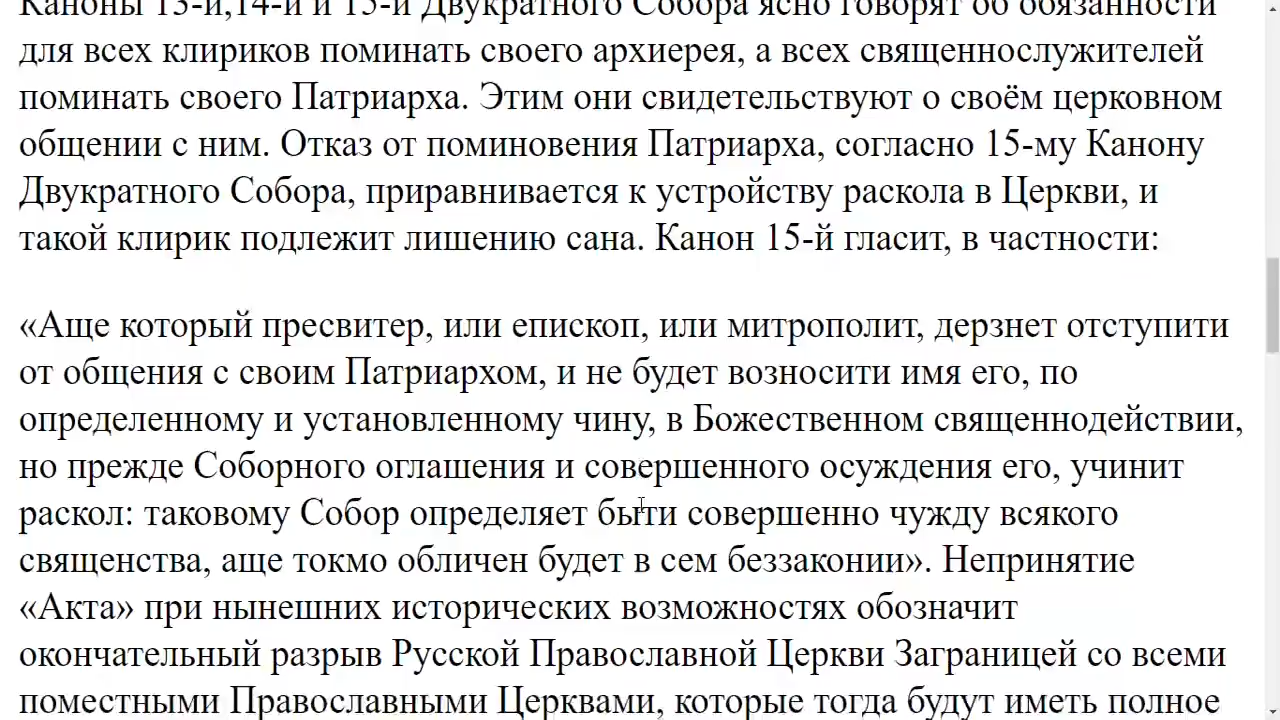 Каноны 13-й,14-й и 15-й Двукратного Собора ясно говорят об обязанности
для всех клириков поминать своего архиерея, а всех священнослужителей
поминать своего Патриарха. Этим они свидетельствуют о своём церковном
общении с ним. Отказ от поминовения Патриарха, согласно 15-му Канону
Двукратного Собора, приравнивается к устройству раскола в Церкви, и
такой клирик подлежит лишению сана. Канон 15-й гласит, в частности:
«Аще который пресвитер, или епископ, или митрополит, дерзнет отступити
от общения с своим Патриархом, и не будет возносити имя его, по
определенному и установленному чину, в Божественном священнодействии,
но прежде Соборного оглашения и совершенного осуждения его, учинит
раскол: таковому Собор определяет быти совершенно чужду всякого
священства, аще токмо обличен будет в сем беззаконии». Непринятие
«Акта» при нынешних исторических возможностях обозначит
окончательный разрыв Русской Православной Церкви Заграницей со всеми
поместными Православными Церквами, которые тогда будут иметь полное